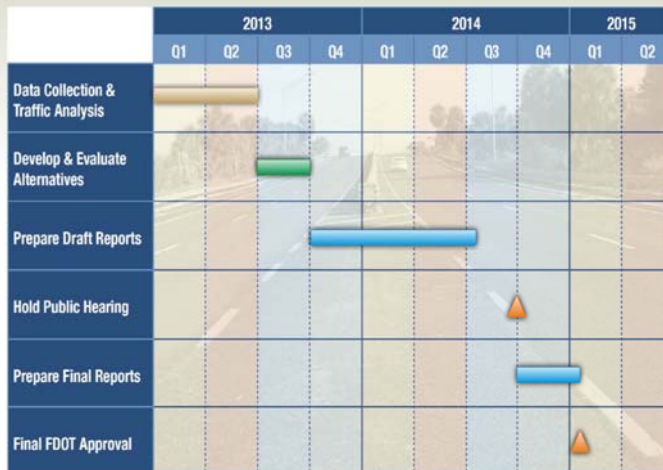 2013 2014 2015
Q1 Q2 Q3 Q4 Q1 Q2 Q3 Q4 Q1 Q2
Data Collection &
Traffic Analysis
Develop & Evaluate
Alternatives
Prepare Draft Reports
Hold Public Hearing
Prepare Final Reports
Final FDOT Approval